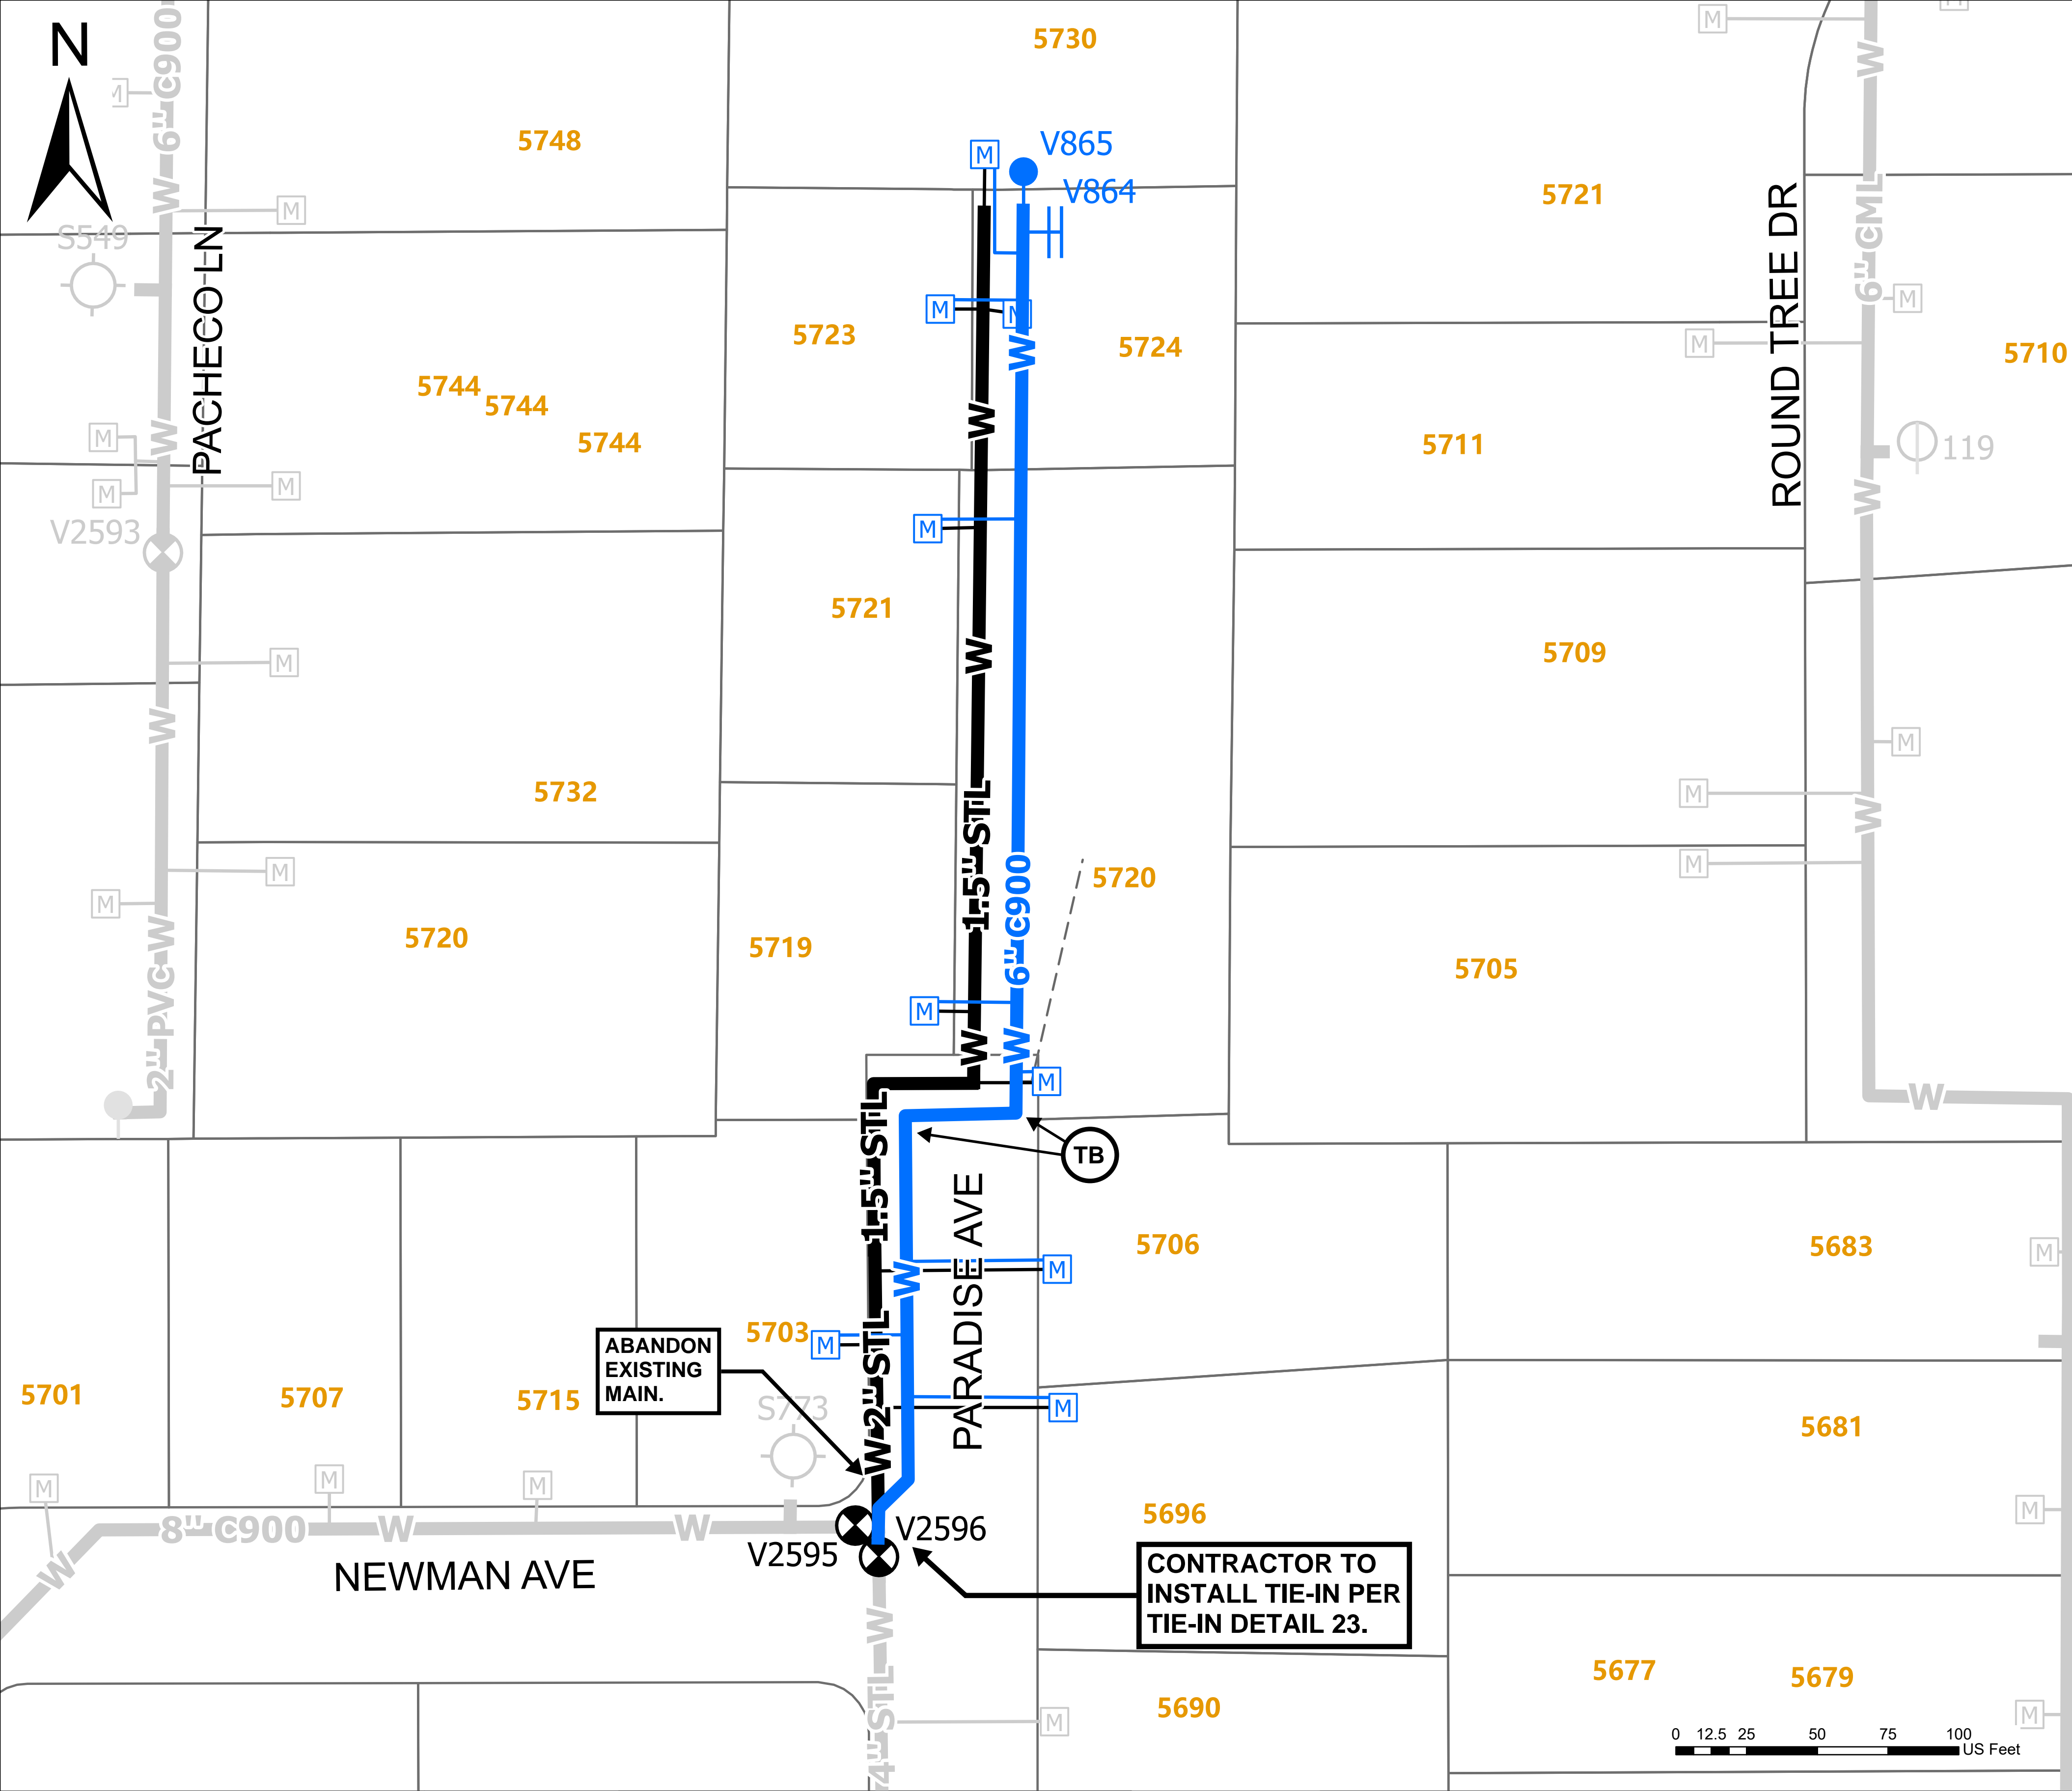 N
6" C900
W
W
W
2" PVC W
PACHECO LN
S549
V2593
M
M
M
M
M
M
M
M
M
5748
5744
5744
5744
5732
5720
5730
V865
V864
M
M
M
W
5723
5724
W
M
W
5721
1.5" STL
6" C900
5720
5719
M
W
W
M
TB
1.5" STL
PARADISE AVE
W
M
M
M
W 2" STL
5703
ABANDON
EXISTING
MAIN.
S773
5701
5707
5715
M
M
M
8" C900
W
W
W
NEWMAN AVE
V2595
V2596
CONTRACTOR TO
INSTALL TIE-IN PER
TIE-IN DETAIL 23.
4" STL W
M
5706
5696
5690
5721
5711
5709
5705
ROUND TREE DR
M
W
6" CML
M
M
W
119
5710
M
M
W
M
W
5683
M
5681
M
5677
5679
M
0 12.5 25 50 75 100
US Feet